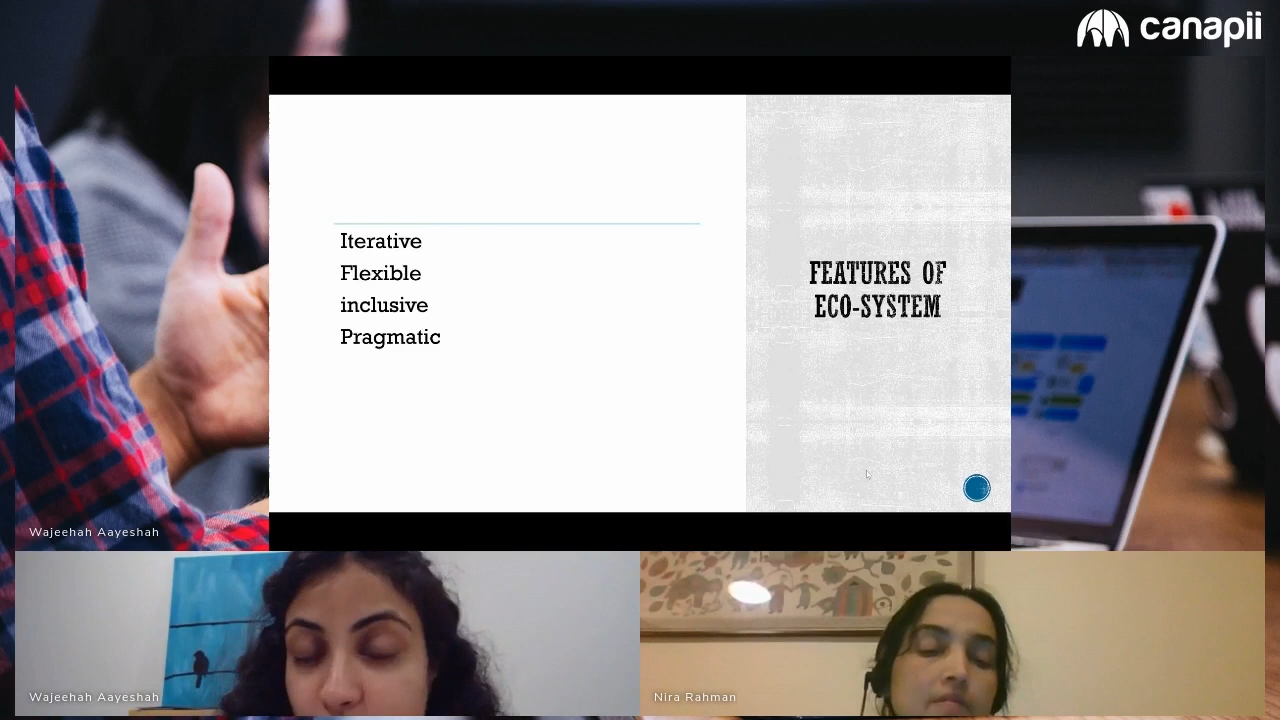 canapii
Iterative
Flexible
inclusive
Pragmatic
FEATURES OF
ECO-SYSTEM
Wajeehah Aayeshah
Wajeehah Aayeshah
Nira Rahman